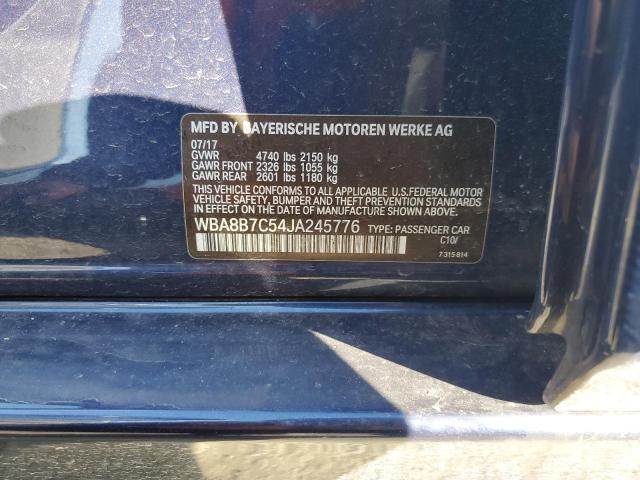 MFD BY BAYERISCHE MOTOREN WERKE AG
07/17
GVWR 4740 lbs 2150 kg
GAWR FRONT 2326 lbs 1055 kg
GAWR REAR 2601 lbs 1180 kg
THIS VEHICLE CONFORMS TO ALL APPLICABLE U.S.FEDERAL MOTOR
VEHICLE SAFETY, BUMPER AND THEFT PREVENTION STANDARDS
IN EFFECT ON THE DATE OF MANUFACTURE SHOWN ABOVE.
WBA8B7C54JA245776 TYPE: PASSENGER CAR
C10/
7 315 814